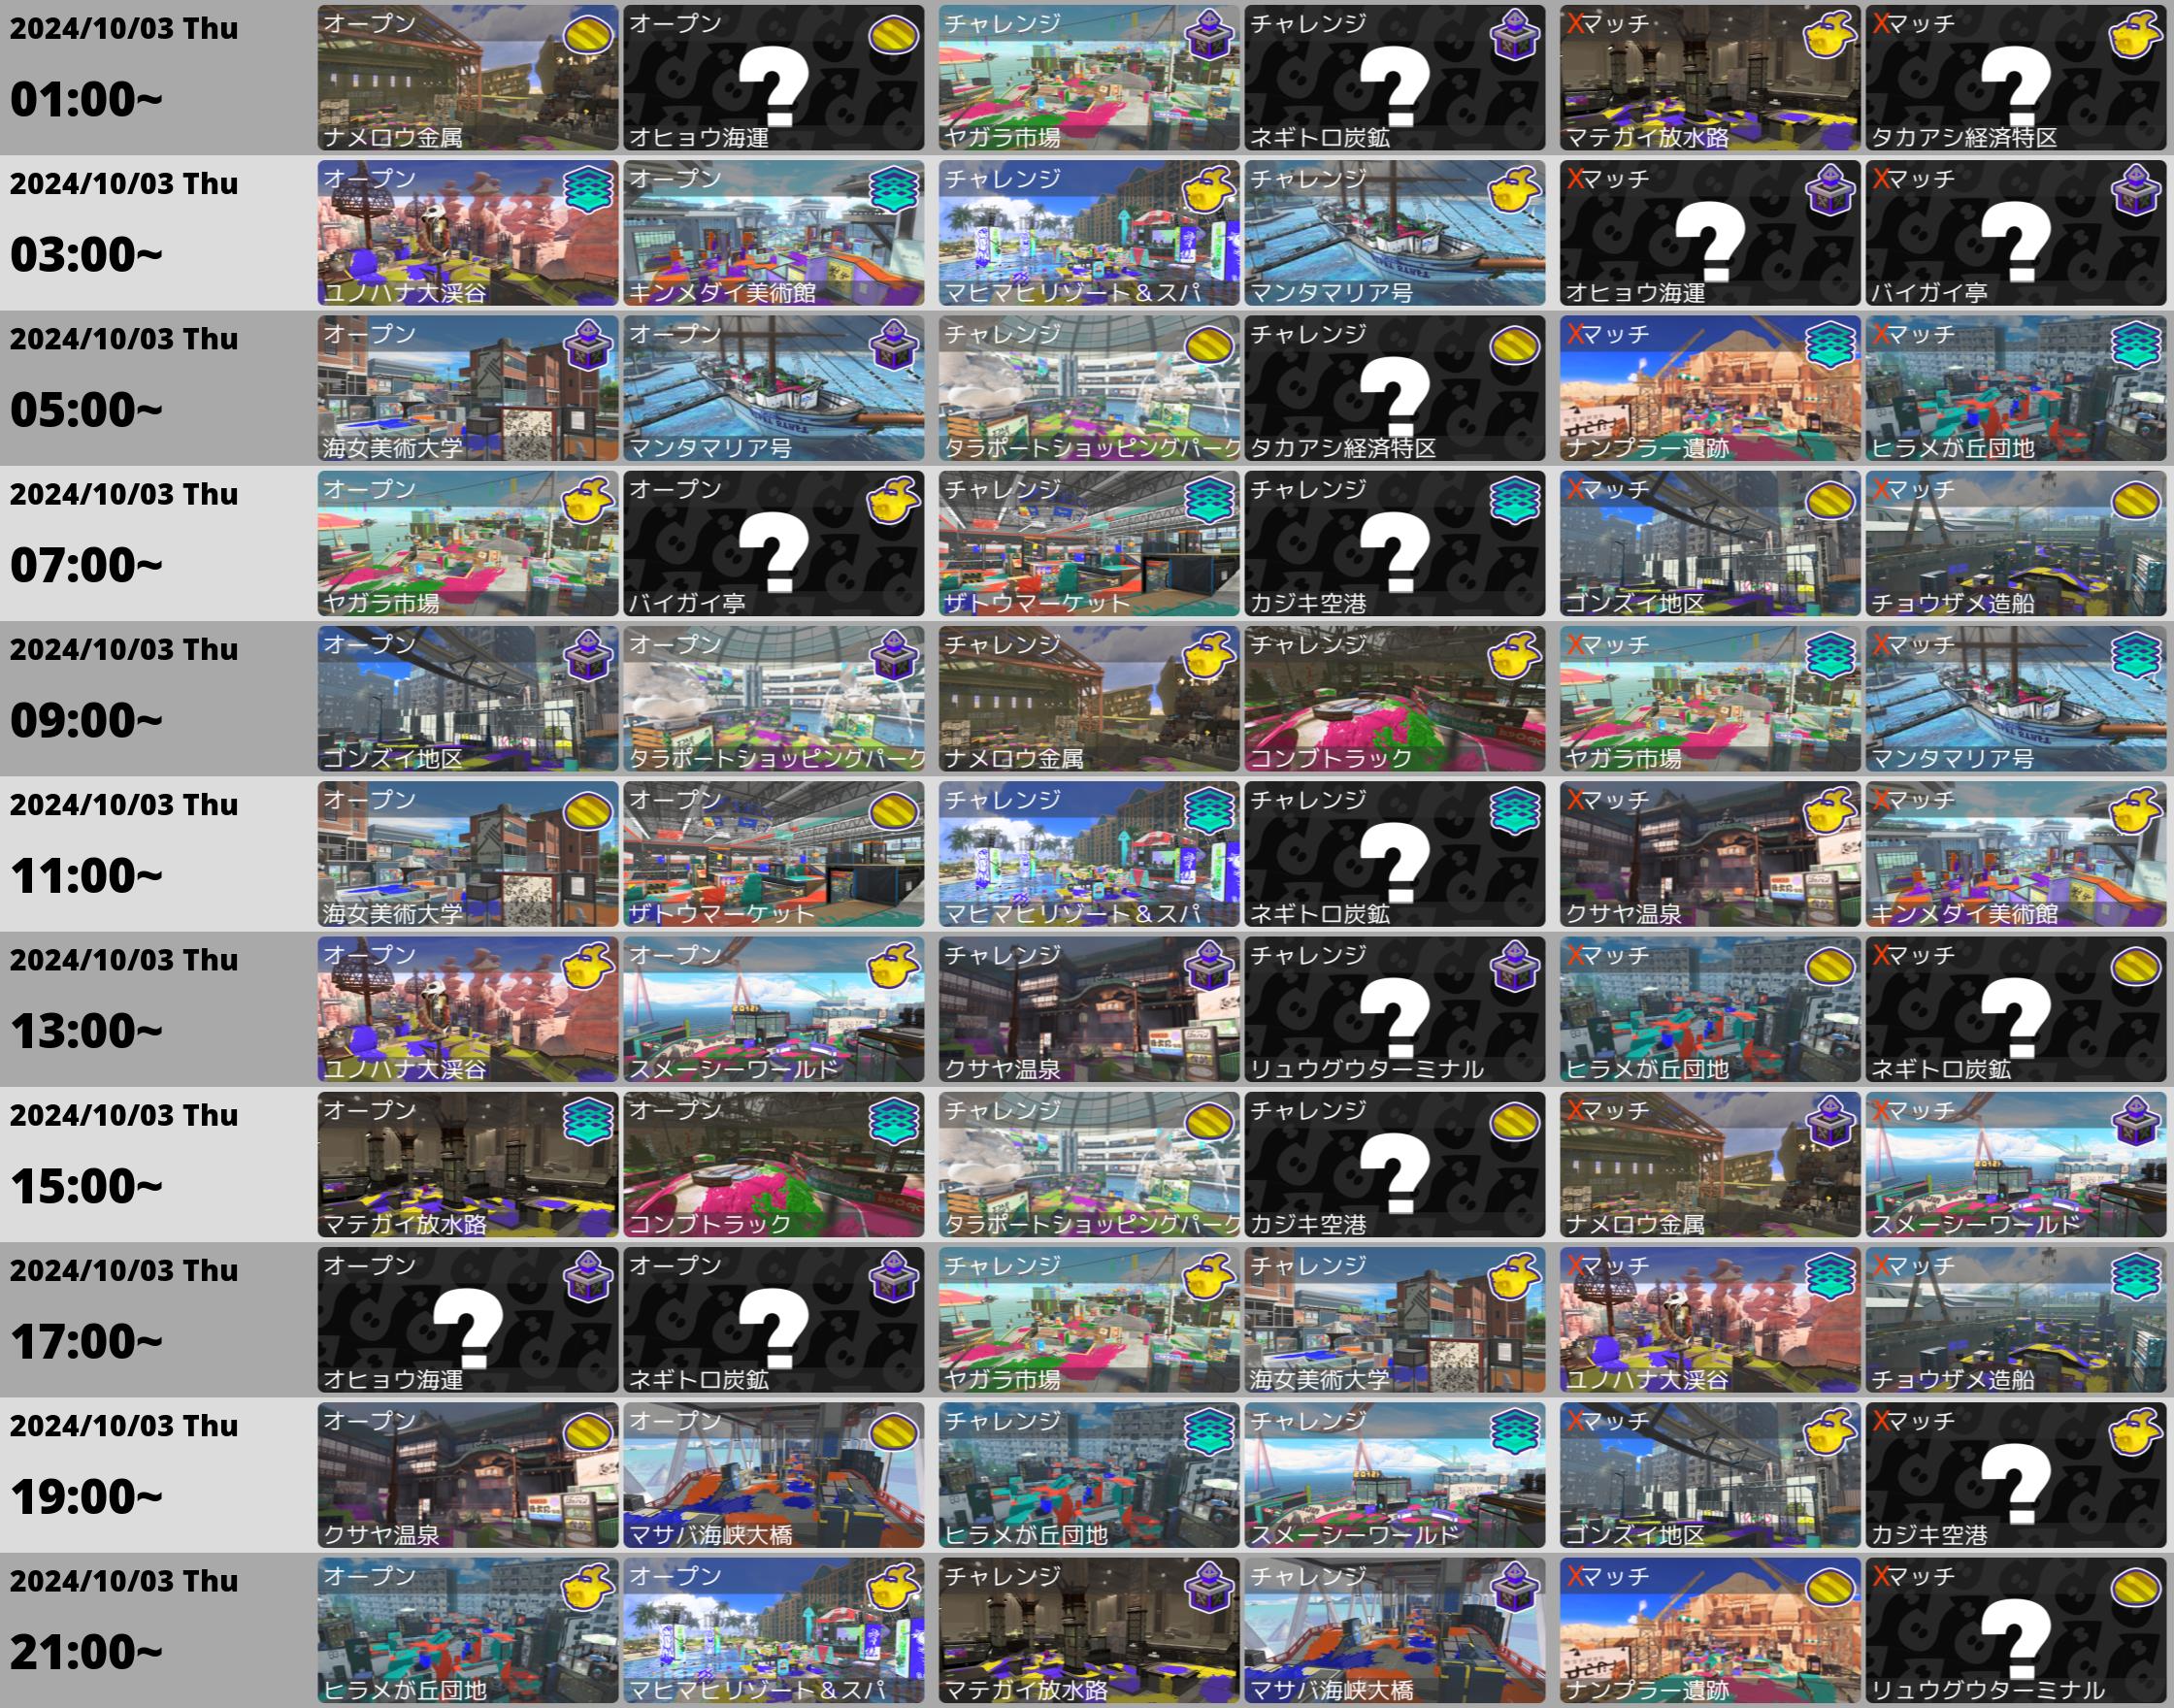 2024/10/03 Thu
01:00~
オープン
ナメロウ金属
オープン
オヒョウ海運
チャレンジ
ヤガラ市場
チャレンジ
ネギトロ炭鉱
Xマッチ
マテガイ放水路
Xマッチ
タカアシ経済特区
2024/10/03 Thu
03:00~
オープン
ユノハナ大渓谷
オープン
キンメダイ美術館
チャレンジ
マヒマヒリゾート&スパ
チャレンジ
マンタマリア号
Xマッチ
オヒョウ海運
Xマッチ
バイガイ亭
2024/10/03 Thu
05:00~
オープン
海女美術大学
オープン
マンタマリア号
チャレンジ
タラポートショッピングパーク
チャレンジ
タカアシ経済特区
Xマッチ
ナンプラー遺跡
Xマッチ
ヒラメが丘団地
2024/10/03 Thu
07:00~
オープン
ヤガラ市場
オープン
バイガイ亭
チャレンジ
ザトウマーケット
チャレンジ
カジキ空港
Xマッチ
ゴンズイ地区
Xマッチ
チョウザメ造船
2024/10/03 Thu
09:00~
オープン
ゴンズイ地区
オープン
タラポートショッピングパーク
チャレンジ
ナメロウ金属
チャレンジ
コンブトラック
Xマッチ
ヤガラ市場
Xマッチ
マンタマリア号
2024/10/03 Thu
11:00~
オープン
海女美術大学
オープン
ザトウマーケット
チャレンジ
マヒマヒリゾート&スパ
チャレンジ
ネギトロ炭鉱
Xマッチ
クサヤ温泉
Xマッチ
キンメダイ美術館
2024/10/03 Thu
13:00~
オープン
ユノハナ大渓谷
オープン
スメーシーワールド
チャレンジ
クサヤ温泉
チャレンジ
リュウグウターミナル
Xマッチ
ヒラメが丘団地
Xマッチ
ネギトロ炭鉱
2024/10/03 Thu
15:00~
オープン
マテガイ放水路
オープン
コンブトラック
チャレンジ
タラポートショッピングパーク
チャレンジ
カジキ空港
Xマッチ
ナメロウ金属
Xマッチ
スメーシーワールド
2024/10/03 Thu
17:00~
オープン
オヒョウ海運
オープン
ネギトロ炭鉱
チャレンジ
ヤガラ市場
チャレンジ
海女美術大学
Xマッチ
ユノハナ大渓谷
Xマッチ
チョウザメ造船
2024/10/03 Thu
19:00~
オープン
クサヤ温泉
オープン
マサバ海峡大橋
チャレンジ
ヒラメが丘団地
チャレンジ
スメーシーワールド
Xマッチ
ゴンズイ地区
Xマッチ
カジキ空港
2024/10/03 Thu
21:00~
オープン
ヒラメが丘団地
オープン
マヒマヒリゾート&スパ
チャレンジ
マテガイ放水路
チャレンジ
マサバ海峡大橋
Xマッチ
ナンプラー遺跡
Xマッチ
リュウグウターミナル